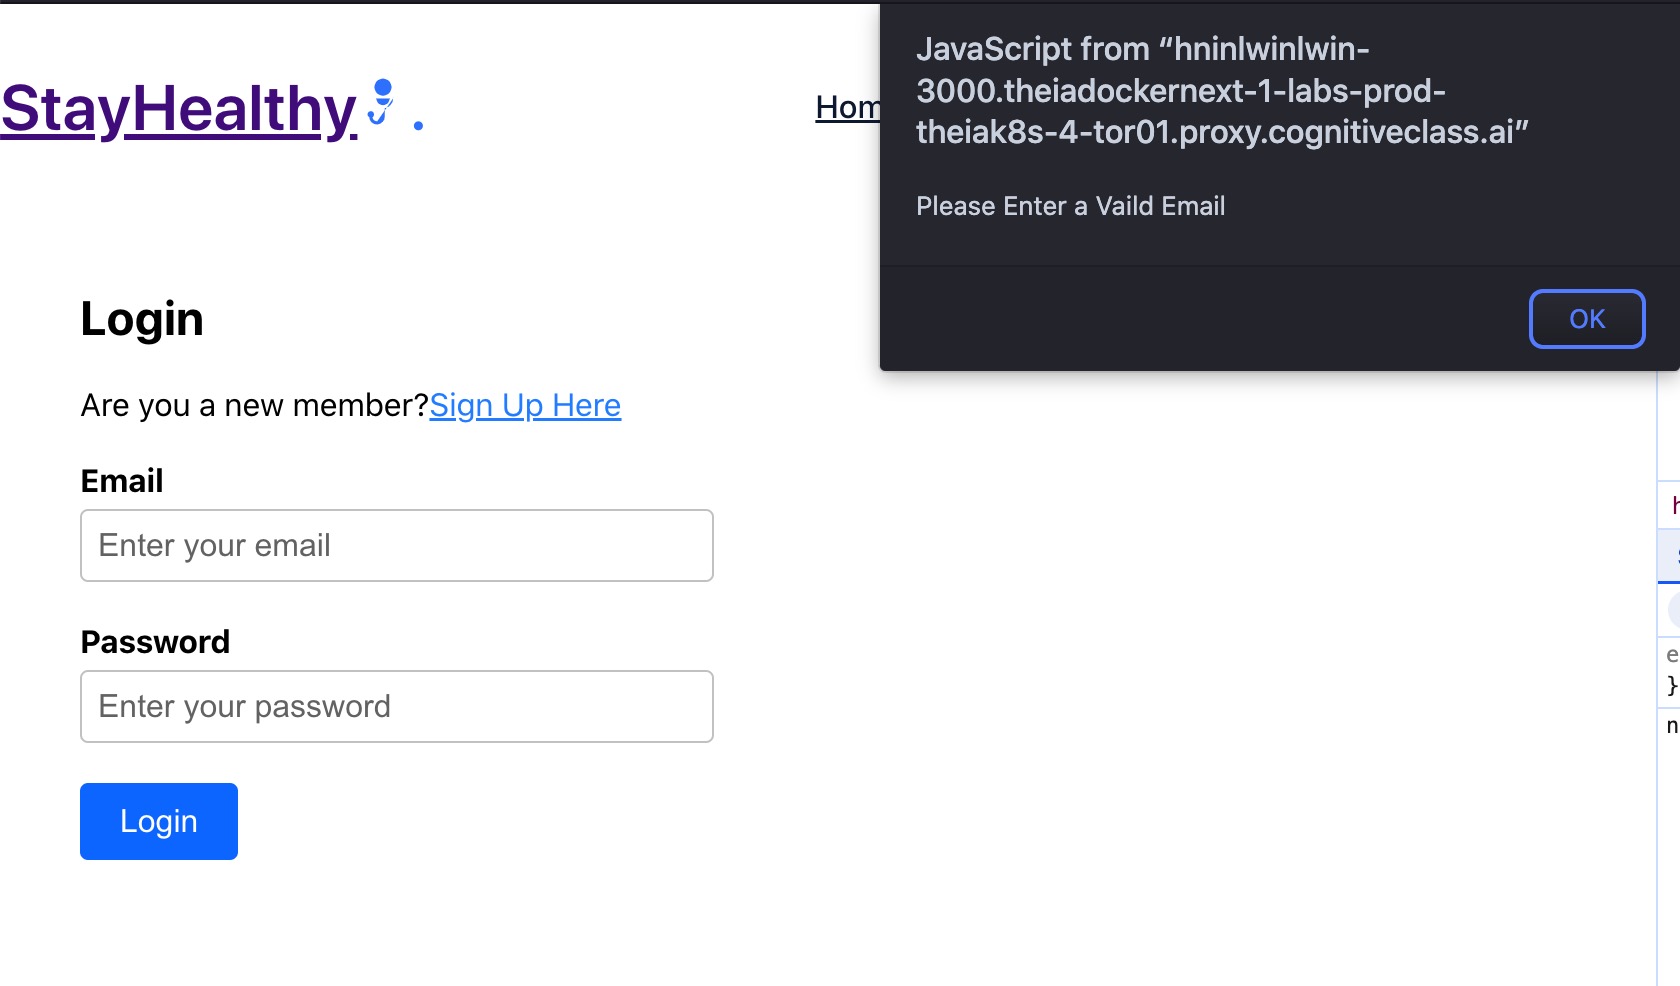 StayHealthy
Hom
JavaScript from “hninlwinlwin-
3000.theiadockernext-1-labs-prod-
theiak8s-4-tor01.proxy.cognitiveclass.ai”
Please Enter a Vaild Email
OK
Login
Are you a new member?Sign Up Here
Email
Enter your email
Password
Enter your password
Login
e
}
n